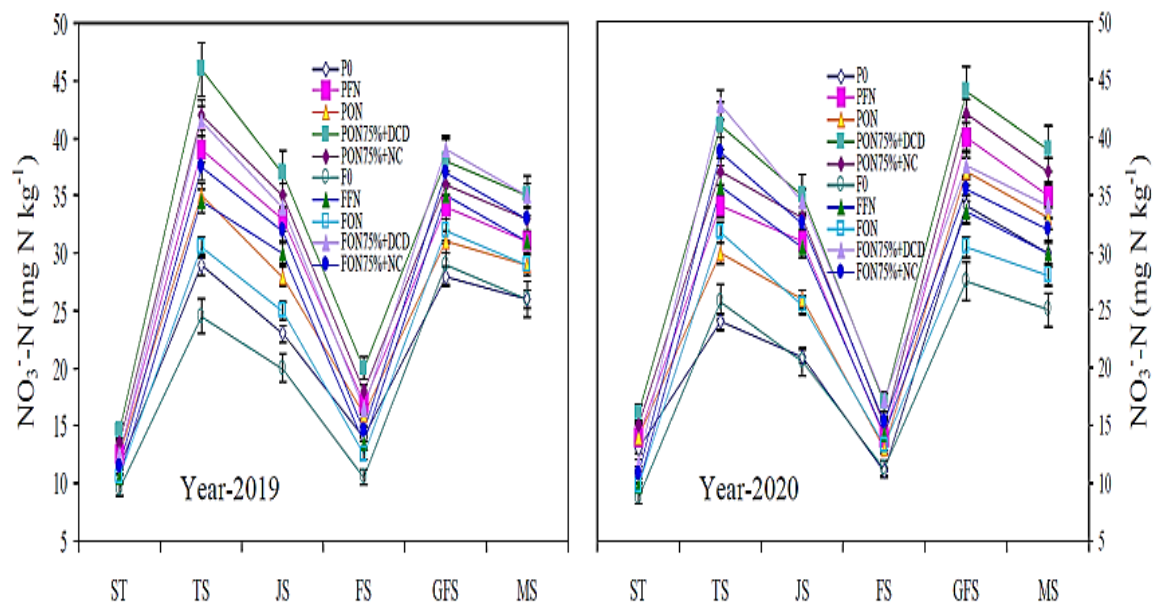 NO₃⁻-N (mg N kg⁻¹)
50
45
40
35
30
25
20
15
10
5
P0
PFN
PON
PON75%+DCD
PON75%+NC
F0
FFN
FON
FON75%+DCD
FON75%+NC
Year-2019
ST TS JS FS GFS MS
P0
PFN
PON
PON75%+DCD
PON75%+NC
F0
FFN
FON
FON75%+DCD
FON75%+NC
Year-2020
ST TS JS FS GFS MS
50
45
40
35
30
25
20
15
10
5
NO₃⁻-N (mg N kg⁻¹)